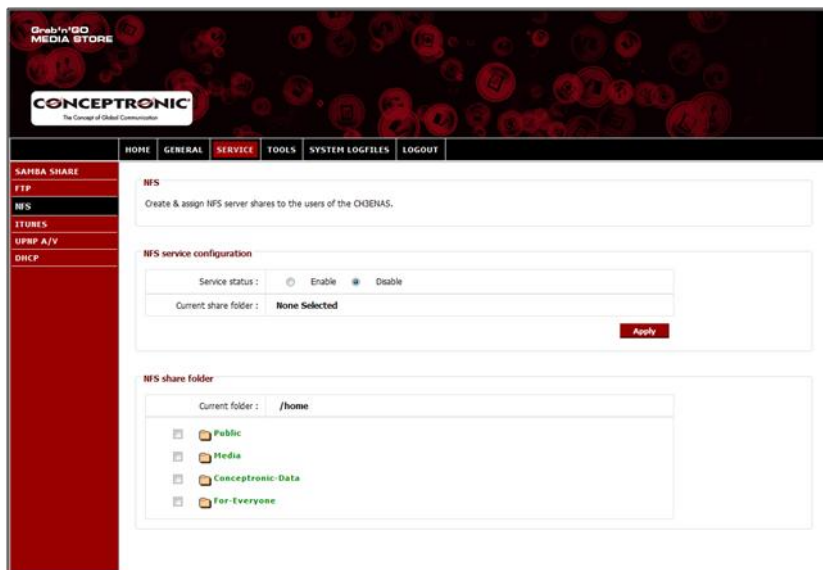 Grab'n'GO
MEDIA STORE
CONCEPTRONIC
The Concept of Global Communication
HOME GENERAL SERVICE TOOLS SYSTEM LOGFILES LOGOUT
SAMBA SHARE
FTP
NFS
ITUNES
UPNP A/V
DHCP
NFS
Create & assign NFS server shares to the users of the CH3ENAS.
NFS service configuration
Service status : Enable Disable
Current share folder : None Selected
Apply
NFS share folder
Current folder : /home
Public
Media
Conceptronic-Data
For-Everyone